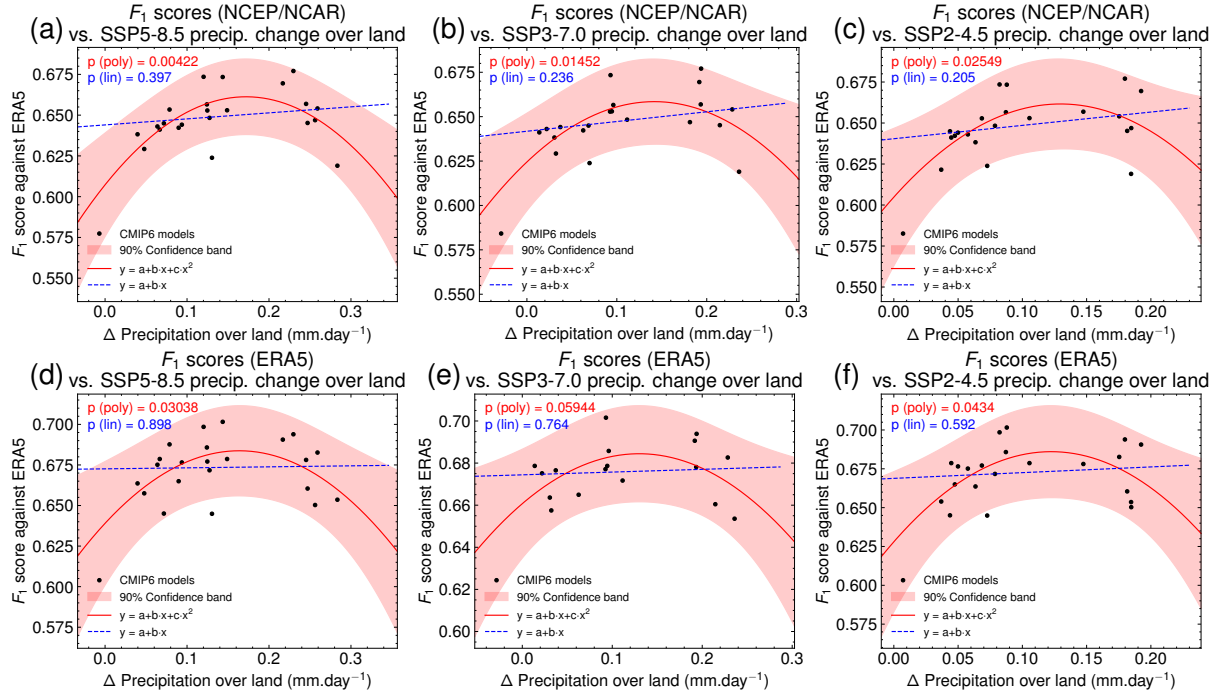 (a)
F₁ scores (NCEP/NCAR)
vs. SSP5-8.5 precip. change over land
p (poly) = 0.00422
p (lin) = 0.397
F₁ score against ERA5
0.675
0.650
0.625
0.600
0.575
0.550
CMIP6 models
90% Confidence band
y = a+b·x+c·x²
y = a+b·x
0.0 0.1 0.2 0.3
Δ Precipitation over land (mm.day⁻¹)
(b)
F₁ scores (NCEP/NCAR)
vs. SSP3-7.0 precip. change over land
p (poly) = 0.01452
p (lin) = 0.236
F₁ score against ERA5
0.675
0.650
0.625
0.600
0.575
0.550
CMIP6 models
90% Confidence band
y = a+b·x+c·x²
y = a+b·x
0.0 0.1 0.2 0.3
Δ Precipitation over land (mm.day⁻¹)
(c)
F₁ scores (NCEP/NCAR)
vs. SSP2-4.5 precip. change over land
p (poly) = 0.02549
p (lin) = 0.205
F₁ score against ERA5
0.675
0.650
0.625
0.600
0.575
0.550
CMIP6 models
90% Confidence band
y = a+b·x+c·x²
y = a+b·x
0.00 0.05 0.10 0.15 0.20
Δ Precipitation over land (mm.day⁻¹)
(d)
F₁ scores (ERA5)
vs. SSP5-8.5 precip. change over land
p (poly) = 0.03038
p (lin) = 0.898
F₁ score against ERA5
0.700
0.675
0.650
0.625
0.600
0.575
CMIP6 models
90% Confidence band
y = a+b·x+c·x²
y = a+b·x
0.0 0.1 0.2 0.3
Δ Precipitation over land (mm.day⁻¹)
(e)
F₁ scores (ERA5)
vs. SSP3-7.0 precip. change over land
p (poly) = 0.05944
p (lin) = 0.764
F₁ score against ERA5
0.70
0.68
0.66
0.64
0.62
0.60
CMIP6 models
90% Confidence band
y = a+b·x+c·x²
y = a+b·x
0.0 0.1 0.2 0.3
Δ Precipitation over land (mm.day⁻¹)
(f)
F₁ scores (ERA5)
vs. SSP2-4.5 precip. change over land
p (poly) = 0.0434
p (lin) = 0.592
F₁ score against ERA5
0.700
0.675
0.650
0.625
0.600
0.575
CMIP6 models
90% Confidence band
y = a+b·x+c·x²
y = a+b·x
0.00 0.05 0.10 0.15 0.20
Δ Precipitation over land (mm.day⁻¹)